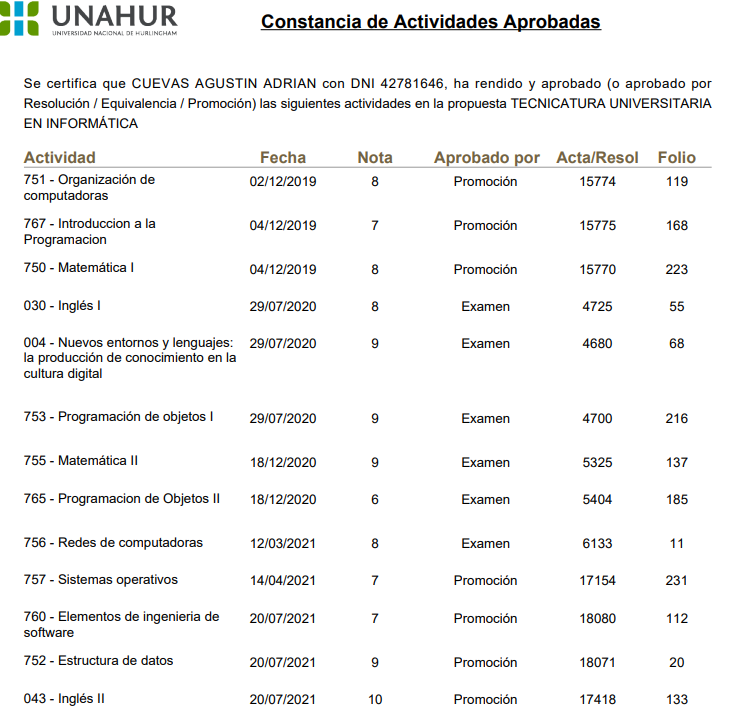 UNAHUR
UNIVERSIDAD NACIONAL DE HURLINGHAM
Constancia de Actividades Aprobadas
Se certifica que CUEVAS AGUSTIN ADRIAN con DNI 42781646, ha rendido y aprobado (o aprobado por
Resolución / Equivalencia / Promoción) las siguientes actividades en la propuesta TECNICATURA UNIVERSITARIA
EN INFORMÁTICA
Actividad Fecha Nota Aprobado por Acta/Resol Folio
751 - Organización de
computadoras 02/12/2019 8 Promoción 15774 119
767 - Introduccion a la
Programacion 04/12/2019 7 Promoción 15775 168
750 - Matemática I 04/12/2019 8 Promoción 15770 223
030 - Inglés I 29/07/2020 8 Examen 4725 55
004 - Nuevos entornos y lenguajes: 29/07/2020 9 Examen 4680 68
la producción de conocimiento en la
cultura digital
753 - Programación de objetos I 29/07/2020 9 Examen 4700 216
755 - Matemática II 18/12/2020 9 Examen 5325 137
765 - Programacion de Objetos II 18/12/2020 6 Examen 5404 185
756 - Redes de computadoras 12/03/2021 8 Examen 6133 11
757 - Sistemas operativos 14/04/2021 7 Promoción 17154 231
760 - Elementos de ingenieria de
software 20/07/2021 7 Promoción 18080 112
752 - Estructura de datos 20/07/2021 9 Promoción 18071 20
043 - Inglés II 20/07/2021 10 Promoción 17418 133